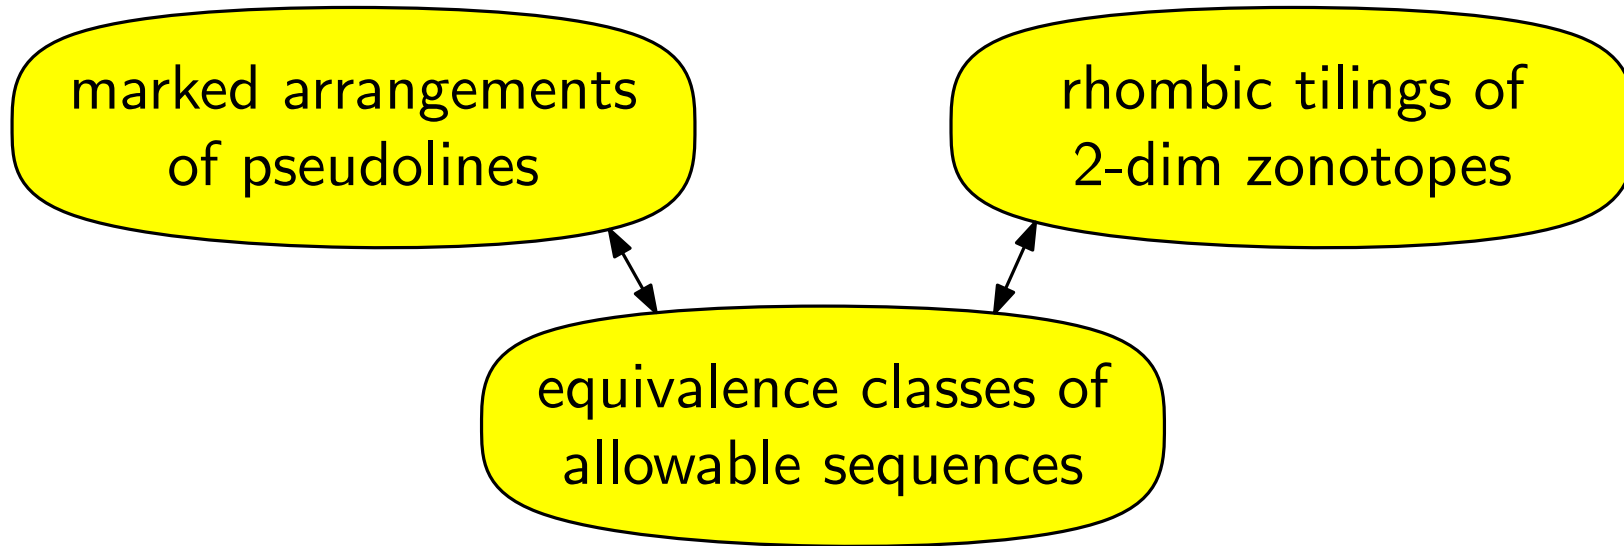 marked arrangements
of pseudolines
rhombic tilings of
2-dim zonotopes
equivalence classes of
allowable sequences